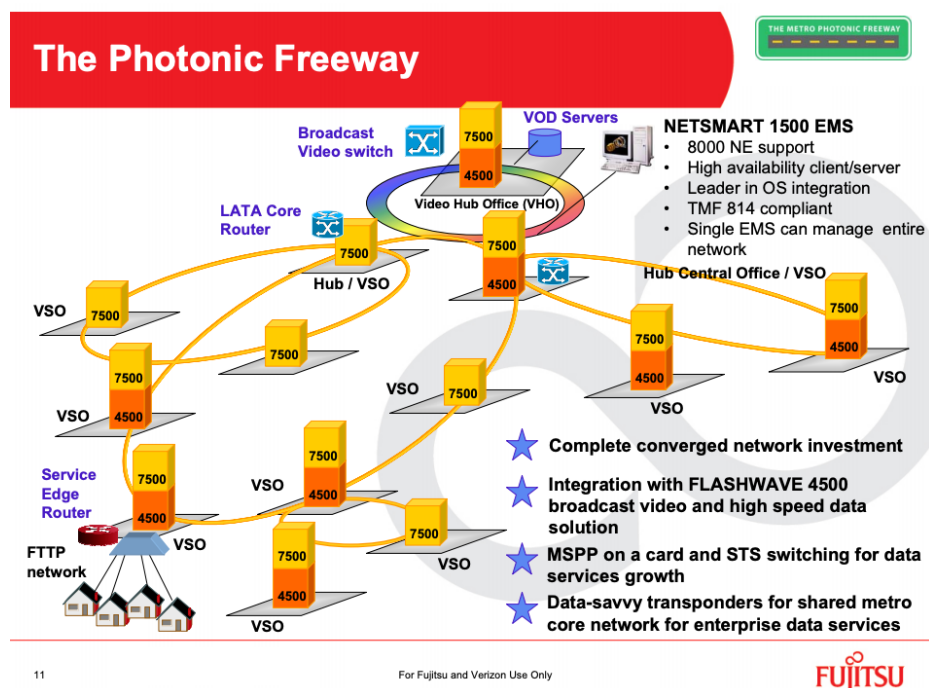 The Photonic Freeway
THE METRO PHOTONIC FREEWAY
Broadcast
Video switch
7500
4500
VOD Servers
Video Hub Office (VHO)
NETSMART 1500 EMS
• 8000 NE support
• High availability client/server
• Leader in OS integration
• TMF 814 compliant
• Single EMS can manage entire
network
LATA Core
Router
7500
Hub / VSO
7500
4500
Hub Central Office / VSO
VSO
7500
7500
7500
4500
VSO
7500
4500
VSO
7500
4500
VSO
VSO
7500
Service
Edge
Router
7500
4500
VSO
FTTP
network
VSO
7500
4500
7500
VSO
7500
4500
VSO
Complete converged network investment
Integration with FLASHWAVE 4500
broadcast video and high speed data
solution
MSPP on a card and STS switching for data
services growth
Data-savvy transponders for shared metro
core network for enterprise data services
11
For Fujitsu and Verizon Use Only
FUJITSU